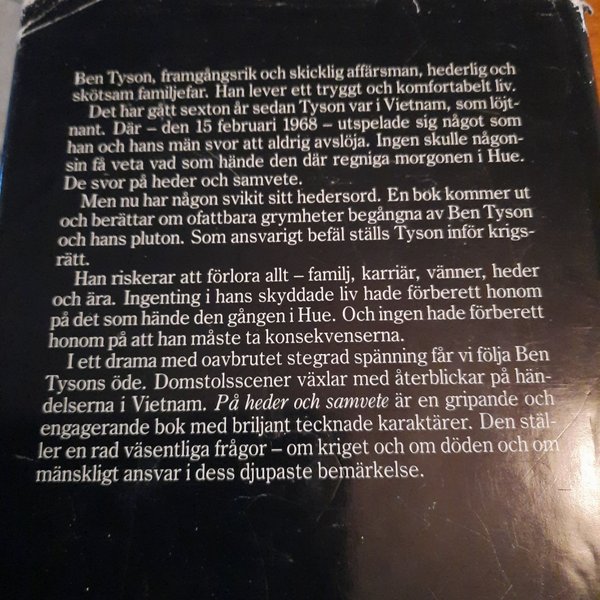 Ben Tyson, framgångsrik och skicklig affärsman, hederlig och
skötsam familjefar. Han lever ett tryggt och komfortabelt liv.
Det har gått sexton år sedan Tyson var i Vietnam, som löjt-
nant. Där – den 15 februari 1968 – utspelade sig något som
han och hans män svor att aldrig avslöja. Ingen skulle någon-
sin få veta vad som hände den där regniga morgonen i Hue.
De svor på heder och samvete.
Men nu har någon svikit sitt hedersord. En bok kommer ut
och berättar om ofattbara grymheter begångna av Ben Tyson
och hans pluton. Som ansvarigt befäl ställs Tyson inför krigs-
rätt.
Han riskerar att förlora allt – familj, karriär, vänner, heder
och ära. Ingenting i hans skyddade liv hade förberett honom
på det som hände den gången i Hue. Och ingen hade förberett
honom på att han måste ta konsekvenserna.
I ett drama med oavbrutet stegrad spänning får vi följa Ben
Tysons öde. Domstolsscener växlar med återblickar på hän-
delserna i Vietnam. På heder och samvete är en gripande och
engagerande bok med briljant tecknade karaktärer. Den stäl-
ler en rad väsentliga frågor – om kriget och om döden och om
mänskligt ansvar i dess djupaste bemärkelse.